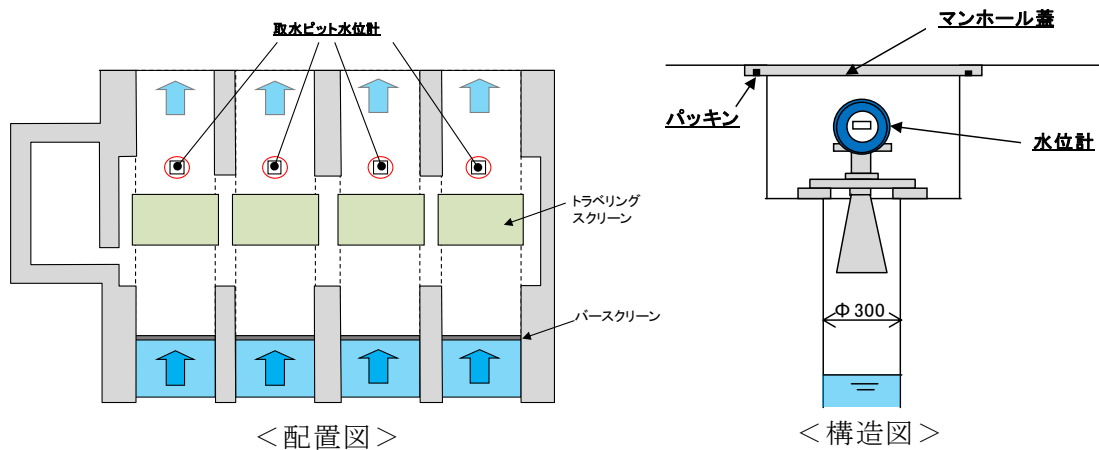 取水ピット水位計
トラベリング
スクリーン
バースクリーン
＜配置図＞
マンホール蓋
パッキン
水位計
Φ300
＜構造図＞